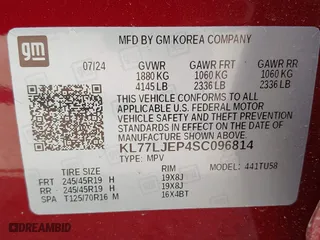 gm
MFD BY GM KOREA COMPANY
07/24 GVWR GAWR FRT GAWR RR
1880 KG 1060 KG 1060 KG
4145 LB 2336 LB 2336 LB
THIS VEHICLE CONFORMS TO ALL APPLICABLE
U.S. FEDERAL MOTOR VEHICLE
SAFETY, BUMPER, AND THEFT PREVENTION
STANDARDS IN EFFECT ON THE DATE OF
MANUFACTURE SHOWN ABOVE.
KL77LJEP4SC096814
TYPE: MPV
MODEL: 441TU58
TIRE SIZE RIM
FRT 245/45R19 H 19X8J
RR 245/45R19 H 19X8J
SPA T125/70R16 M 16X4BT